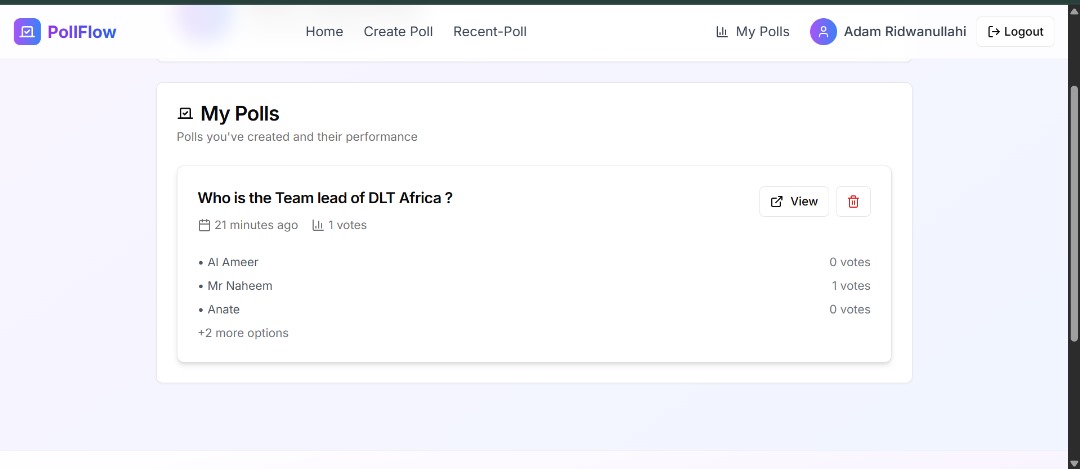 PollFlow
Home Create Poll Recent-Poll
My Polls Adam Ridwanullahi Logout
My Polls
Polls you've created and their performance
Who is the Team lead of DLT Africa ?
View
21 minutes ago 1 votes
• Al Ameer 0 votes
• Mr Naheem 1 votes
• Anate 0 votes
+2 more options